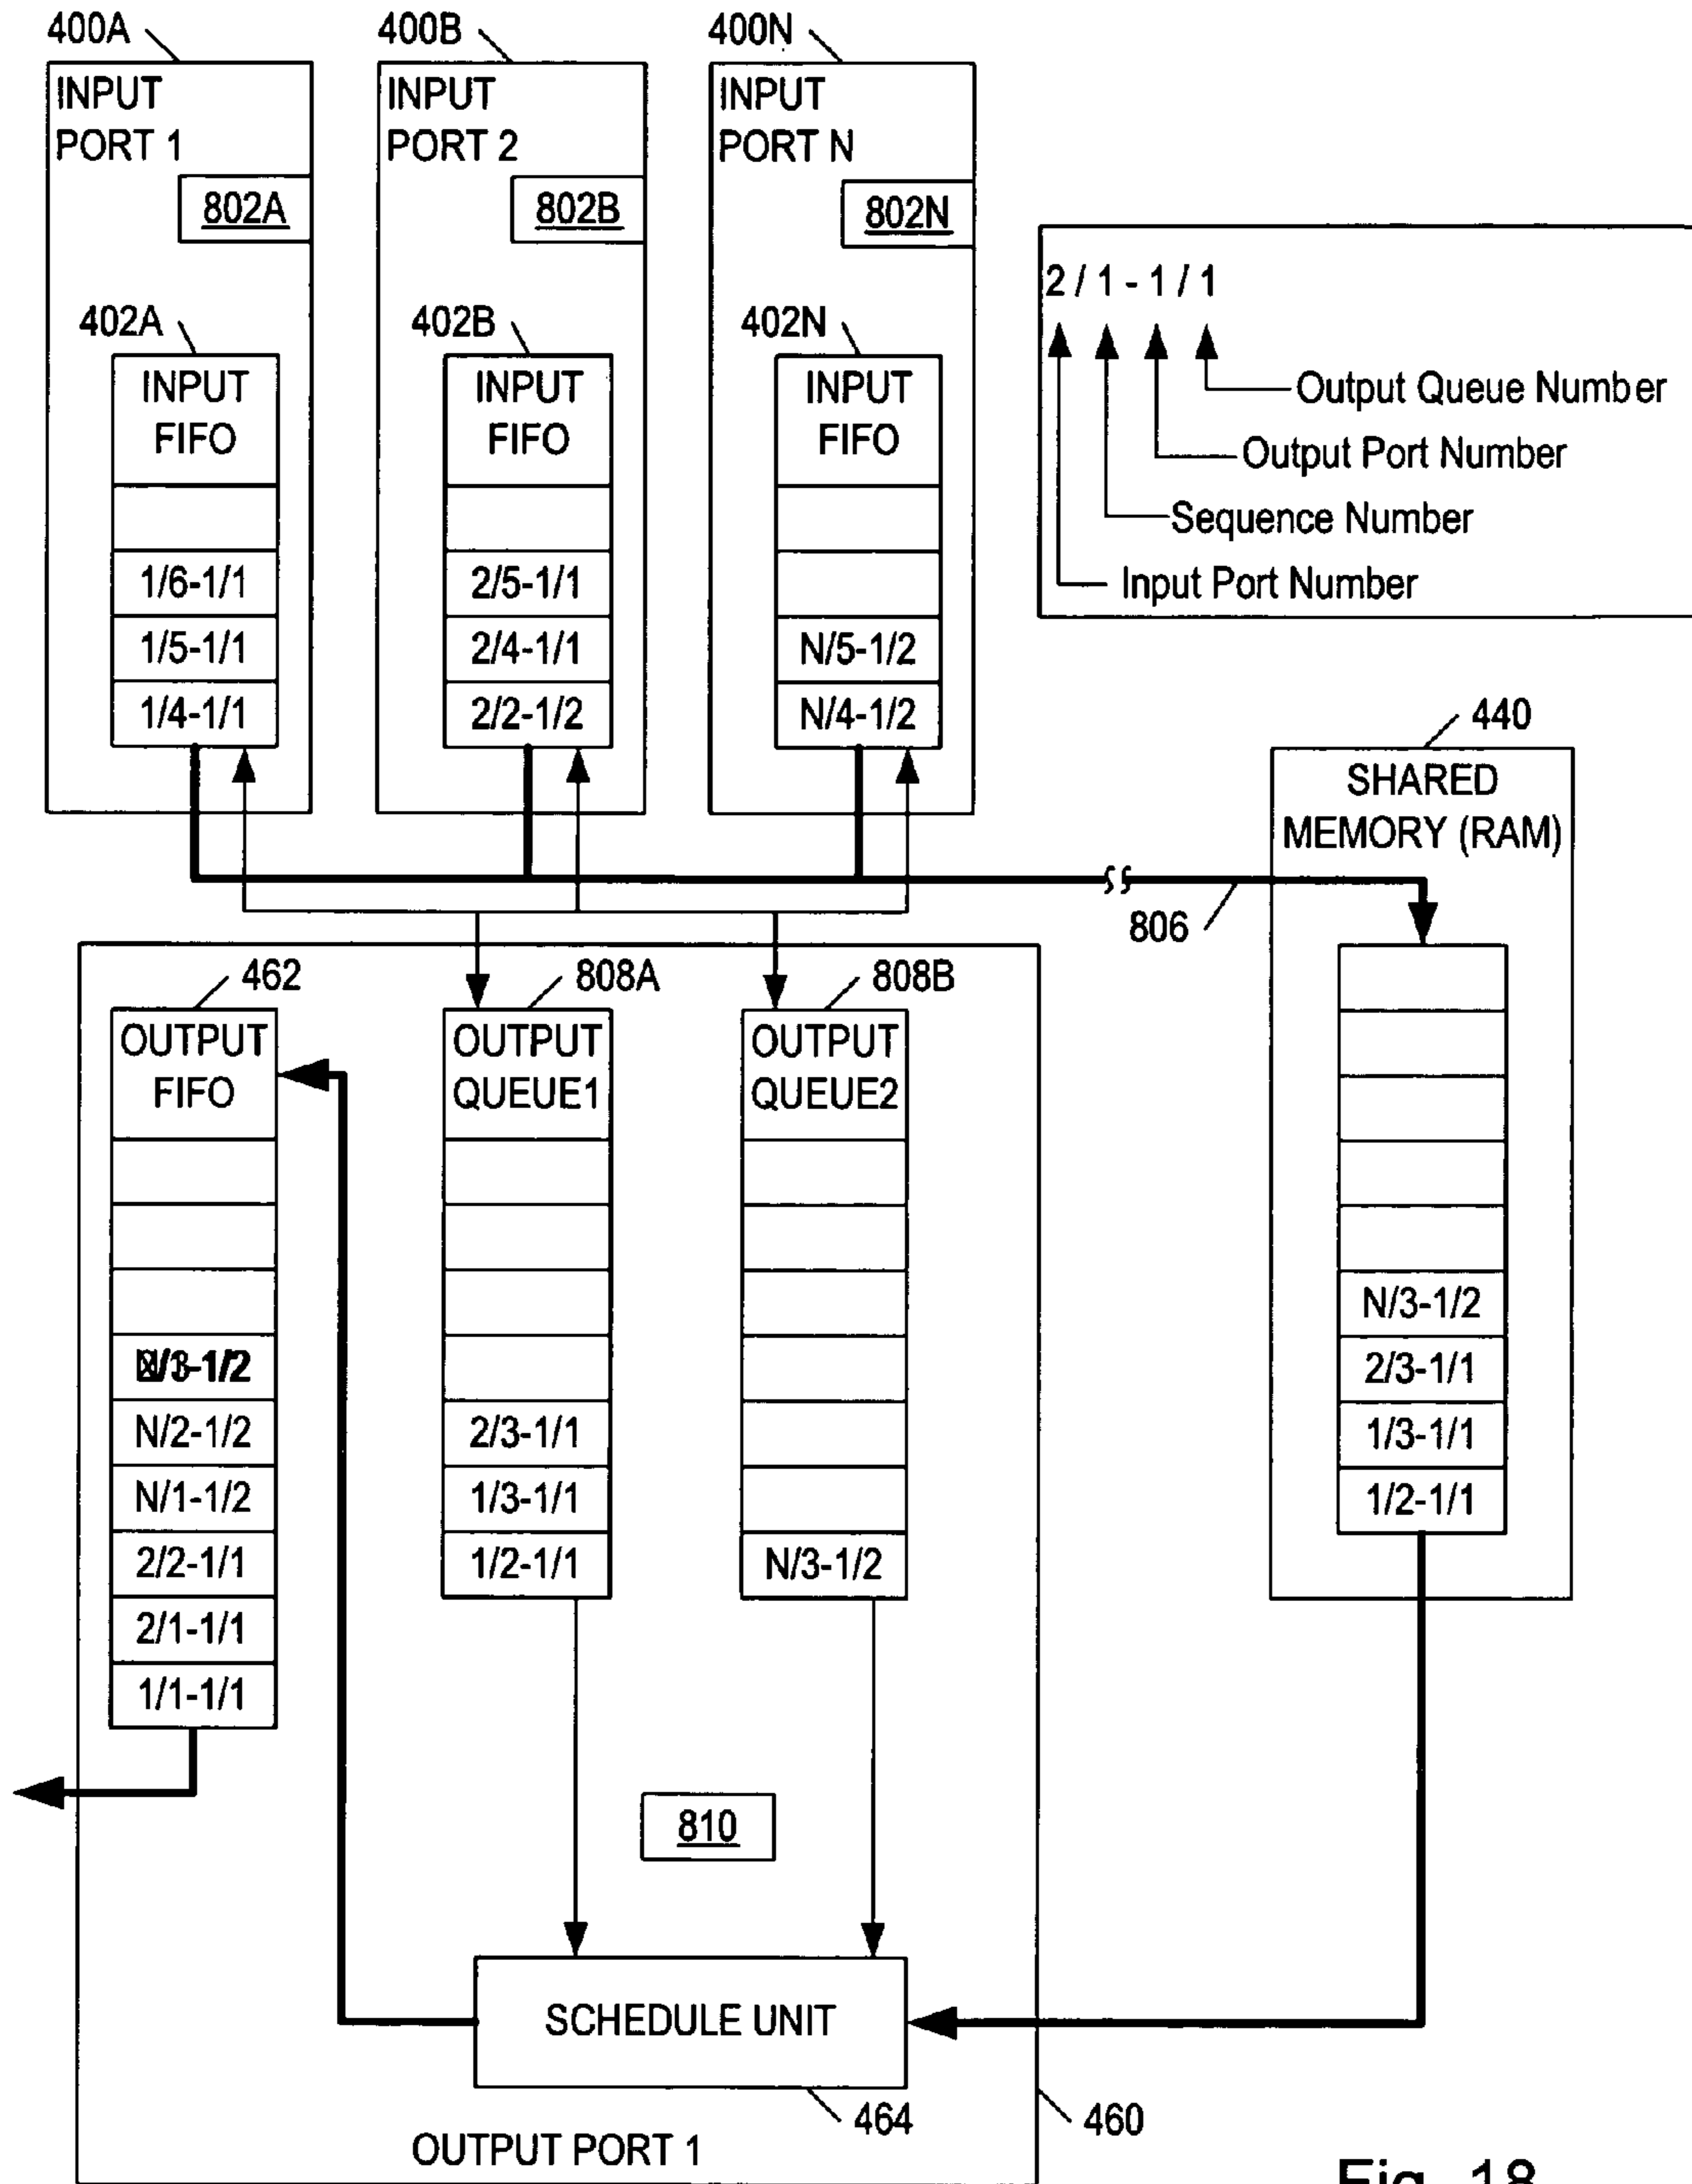 400A
400B
400N
INPUT
PORT 1
INPUT
PORT 2
INPUT
PORT N
802A
802B
802N
2 / 1 - 1 / 1
Output Queue Number
Output Port Number
Sequence Number
Input Port Number
402A
402B
402N
INPUT
FIFO
1/6-1/1
1/5-1/1
1/4-1/1
INPUT
FIFO
2/5-1/1
2/4-1/1
2/2-1/2
INPUT
FIFO
N/5-1/2
N/4-1/2
440
SHARED
MEMORY (RAM)
806
N/3-1/2
2/3-1/1
1/3-1/1
1/2-1/1
462
808A
808B
OUTPUT
FIFO
N/2-1/2
N/1-1/2
2/2-1/1
2/1-1/1
1/1-1/1
OUTPUT
QUEUE1
2/3-1/1
1/3-1/1
1/2-1/1
OUTPUT
QUEUE2
N/3-1/2
810
SCHEDULE UNIT
464
460
OUTPUT PORT 1
Fig. 18